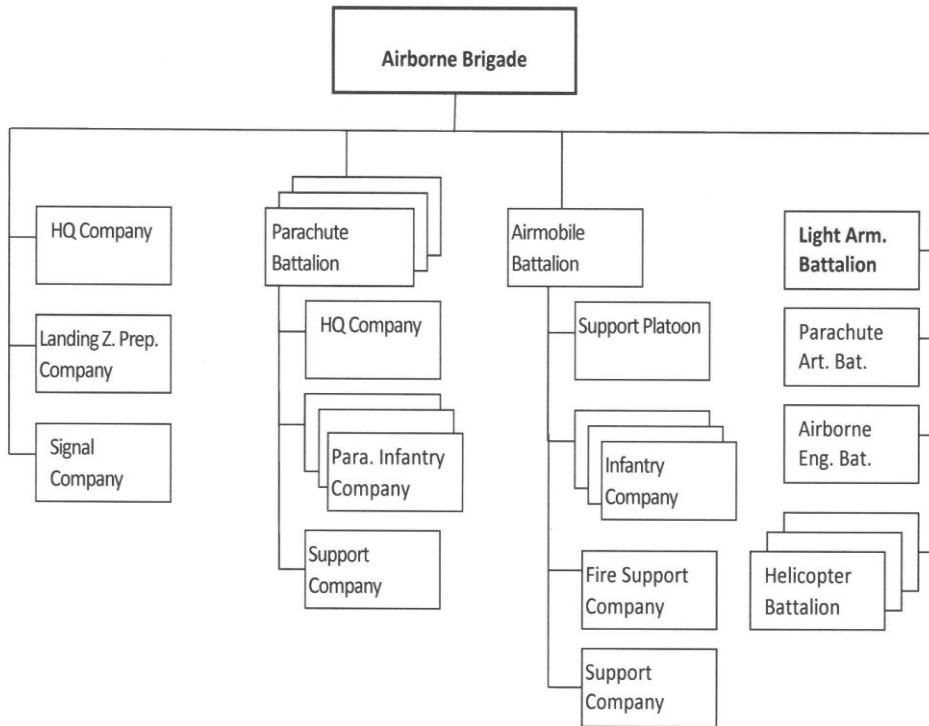 Airborne Brigade
HQ Company
Landing Z. Prep.
Company
Signal
Company
Parachute
Battalion
HQ Company
Para. Infantry
Company
Support
Company
Airmobile
Battalion
Support Platoon
Infantry
Company
Fire Support
Company
Support
Company
Light Arm.
Battalion
Parachute
Art. Bat.
Airborne
Eng. Bat.
Helicopter
Battalion